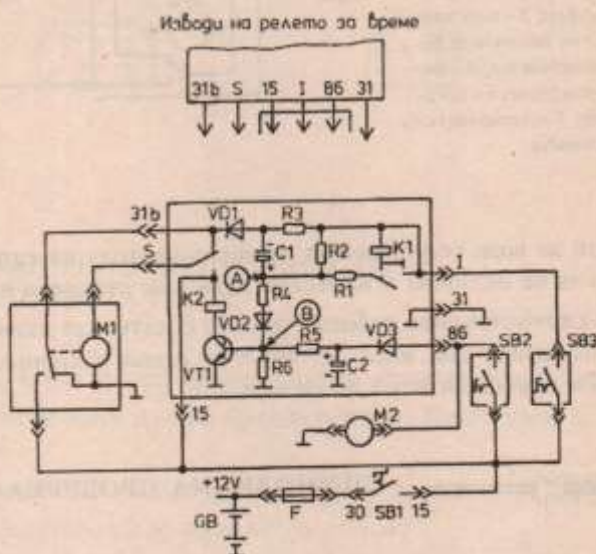 Изводи на релето за време
31b S 15 I 86 31
31b VD1 R3
C1 R2 K1
S I
A R1
K2 R4 31
M1 VD2 B R5 VD3 86
SB2 SB3
VT1 R6 C2
15 M2
+12V
GB F 30 SB1 15